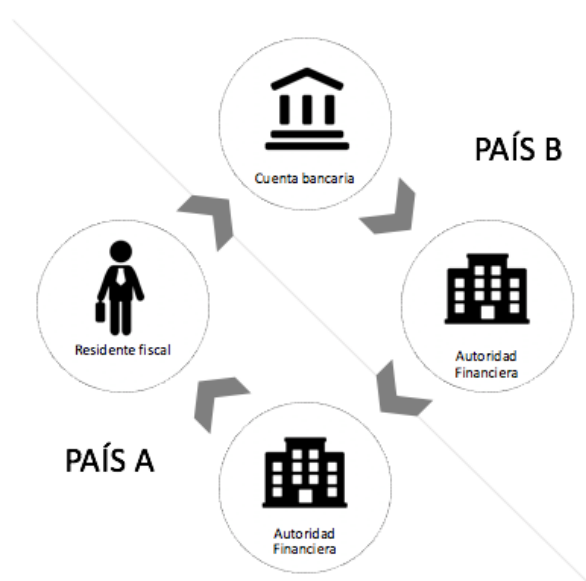 Cuenta bancaria
PAÍS B
Residente fiscal
Autoridad
Financiera
PAÍS A
Autoridad
Financiera